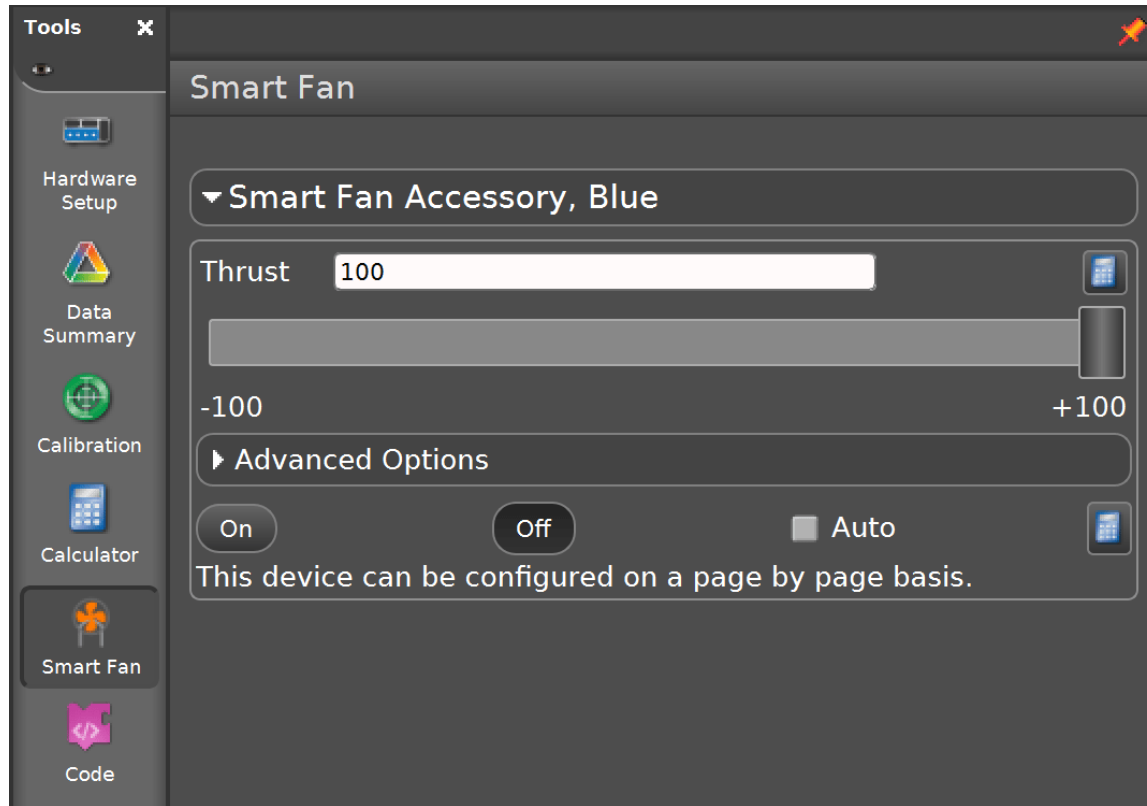 Tools
Hardware
Setup
Data
Summary
Calibration
Calculator
Smart Fan
Code
Smart Fan
Smart Fan Accessory, Blue
Thrust 100
-100 +100
Advanced Options
On Off Auto
This device can be configured on a page by page basis.